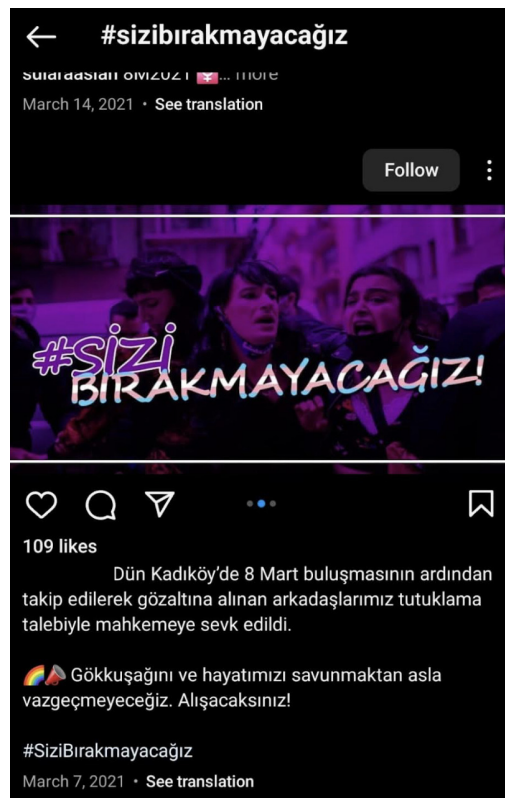 #sizibırakmayacağız
more
March 14, 2021 • See translation
Follow
#SİZİ
BIRAKMAYACAĞIZ!
109 likes
Dün Kadıköy’de 8 Mart buluşmasının ardından
takip edilerek gözaltına alınan arkadaşlarımız tutuklama
talebiyle mahkemeye sevk edildi.
🌈📣 Gökkuşağını ve hayatımızı savunmaktan asla
vazgeçmeyeceğiz. Alışacaksınız!
#SiziBırakmayacağız
March 7, 2021 • See translation